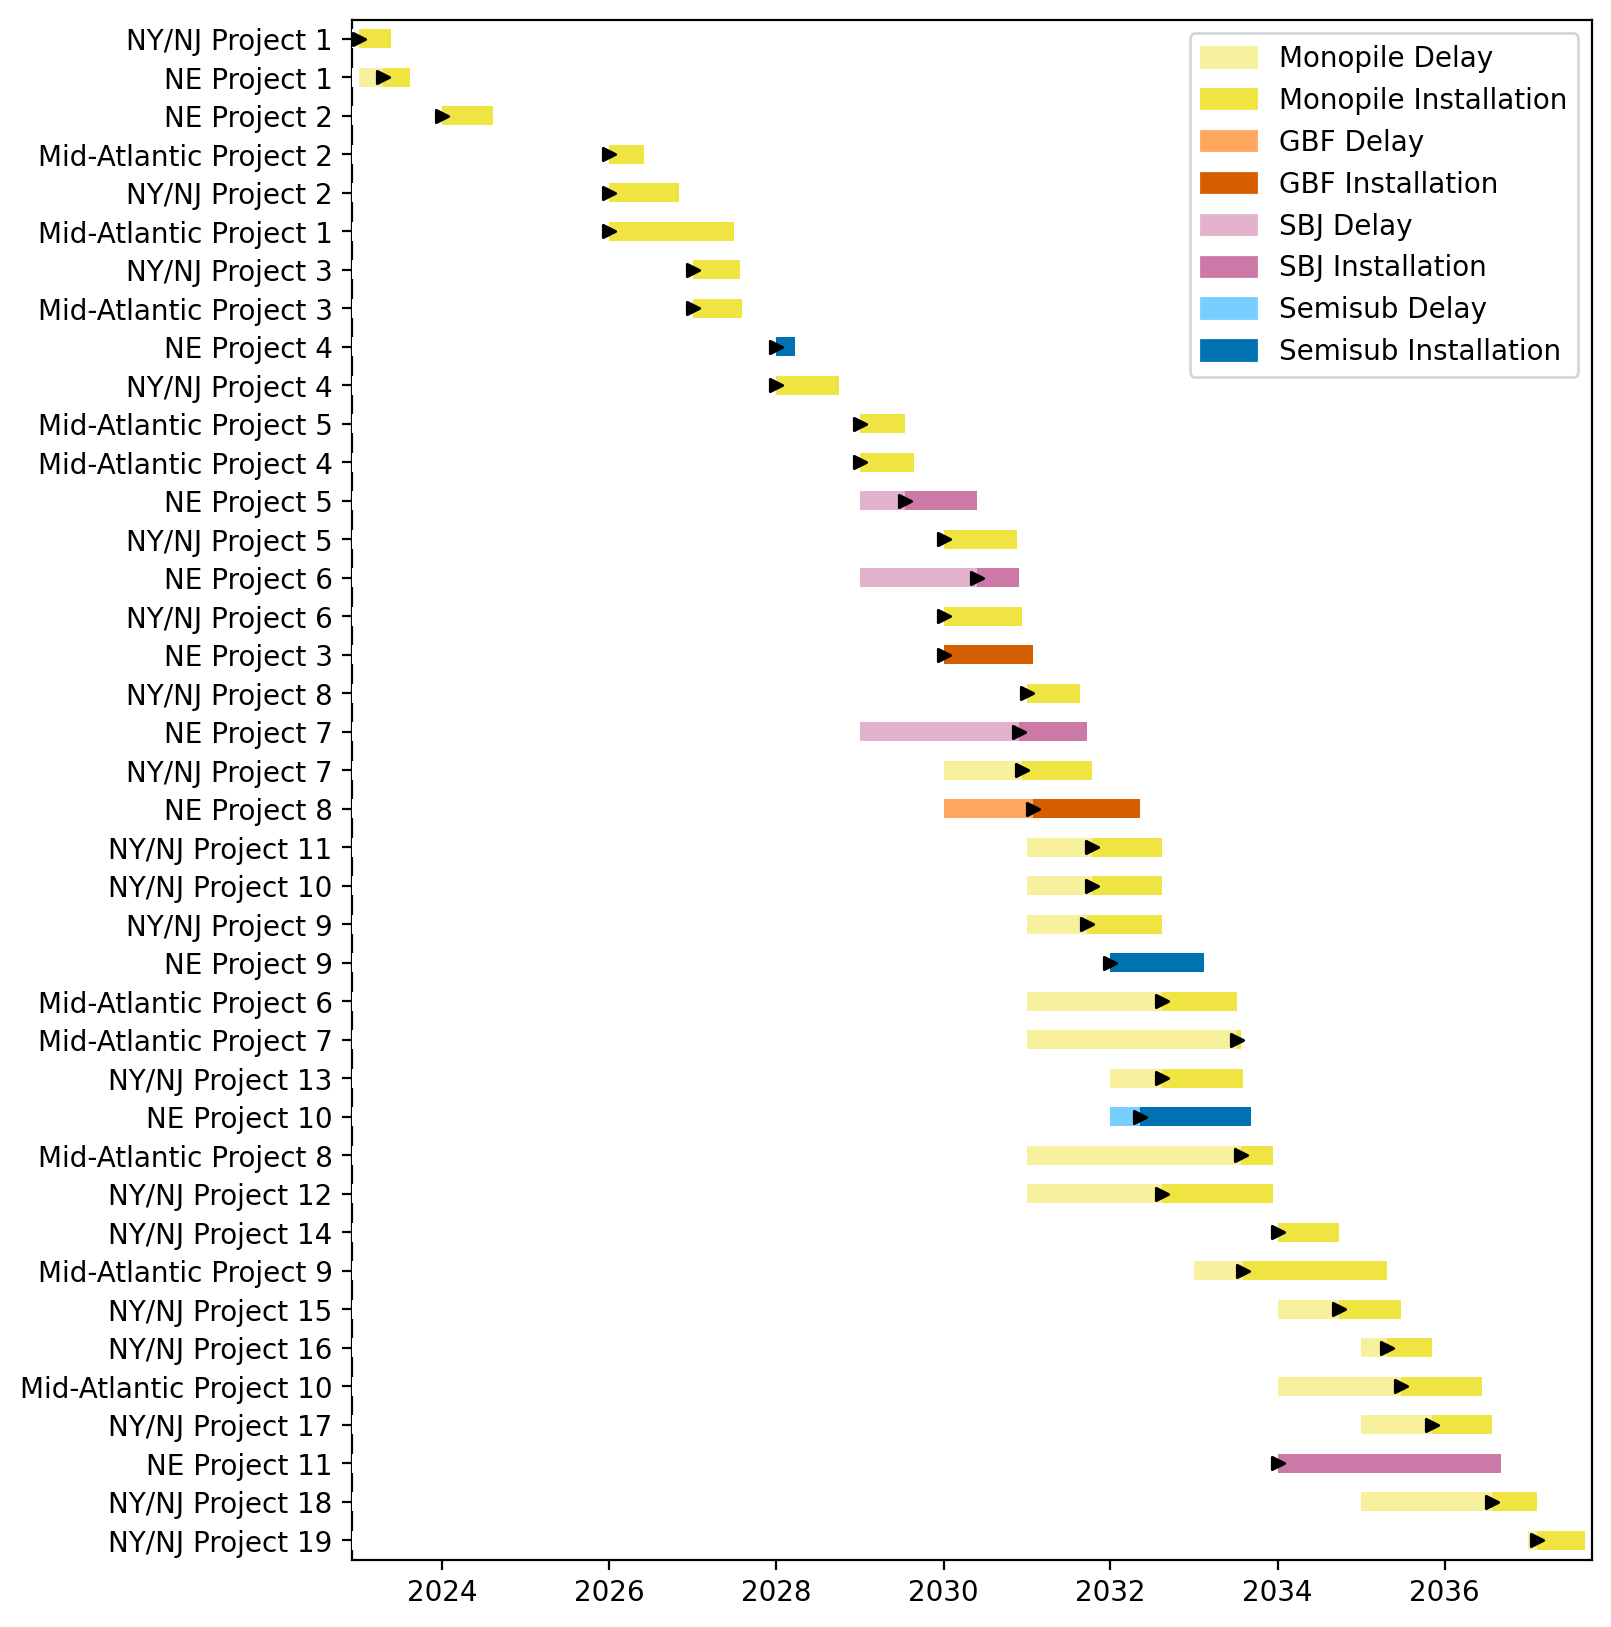 NY/NJ Project 1
NE Project 1
NE Project 2
Mid-Atlantic Project 2
NY/NJ Project 2
Mid-Atlantic Project 1
NY/NJ Project 3
Mid-Atlantic Project 3
NE Project 4
NY/NJ Project 4
Mid-Atlantic Project 5
Mid-Atlantic Project 4
NE Project 5
NY/NJ Project 5
NE Project 6
NY/NJ Project 6
NE Project 3
NY/NJ Project 8
NE Project 7
NY/NJ Project 7
NE Project 8
NY/NJ Project 11
NY/NJ Project 10
NY/NJ Project 9
NE Project 9
Mid-Atlantic Project 6
Mid-Atlantic Project 7
NY/NJ Project 13
NE Project 10
Mid-Atlantic Project 8
NY/NJ Project 12
NY/NJ Project 14
Mid-Atlantic Project 9
NY/NJ Project 15
NY/NJ Project 16
Mid-Atlantic Project 10
NY/NJ Project 17
NE Project 11
NY/NJ Project 18
NY/NJ Project 19
Monopile Delay
Monopile Installation
GBF Delay
GBF Installation
SBJ Delay
SBJ Installation
Semisub Delay
Semisub Installation
2024 2026 2028 2030 2032 2034 2036